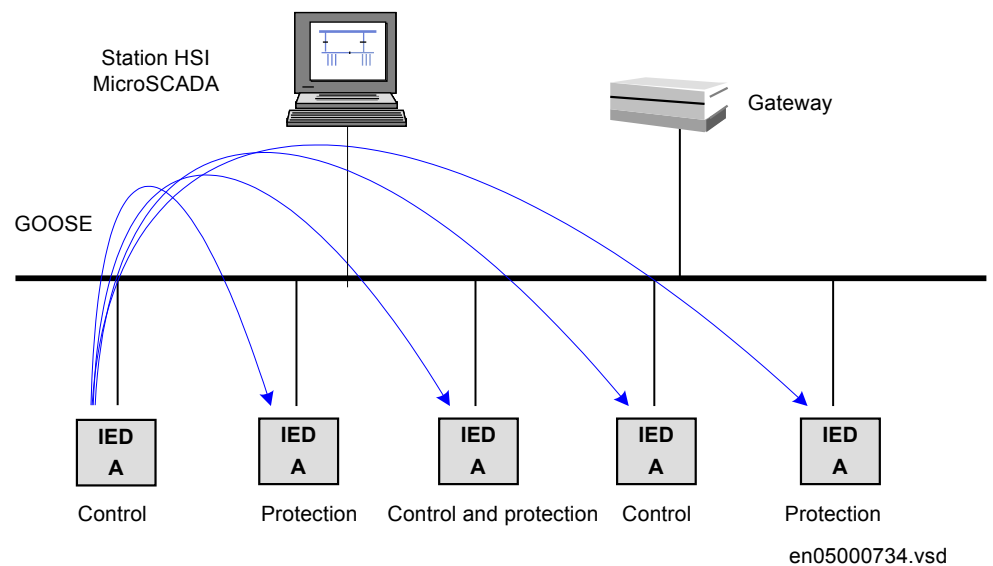 Station HSI
MicroSCADA
Gateway
GOOSE
IED
A
IED
A
IED
A
IED
A
IED
A
Control
Protection
Control and protection
Control
Protection
en05000734.vsd